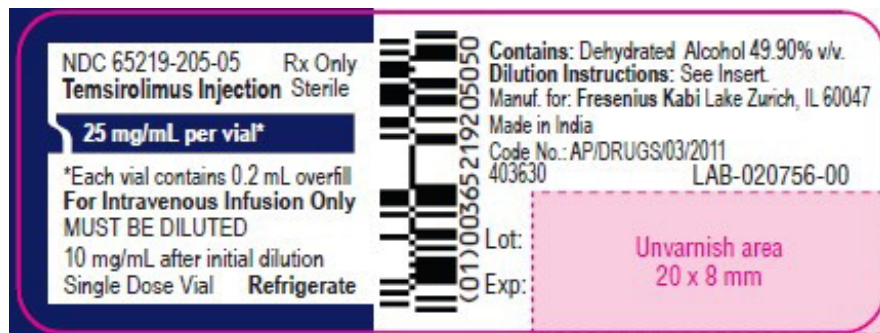 NDC 65219-205-05 Rx Only
Temsirolimus Injection Sterile
25 mg/mL per vial*
*Each vial contains 0.2 mL overfill
For Intravenous Infusion Only
MUST BE DILUTED
10 mg/mL after initial dilution
Single Dose Vial Refrigerate
(01)00365219205050
Contains: Dehydrated Alcohol 49.90% v/v.
Dilution Instructions: See Insert.
Manuf. for: Fresenius Kabi Lake Zurich, IL 60047
Made in India
Code No.: AP/DRUGS/03/2011
403630 LAB-020756-00
Lot:
Exp:
Unvarnish area
20 x 8 mm